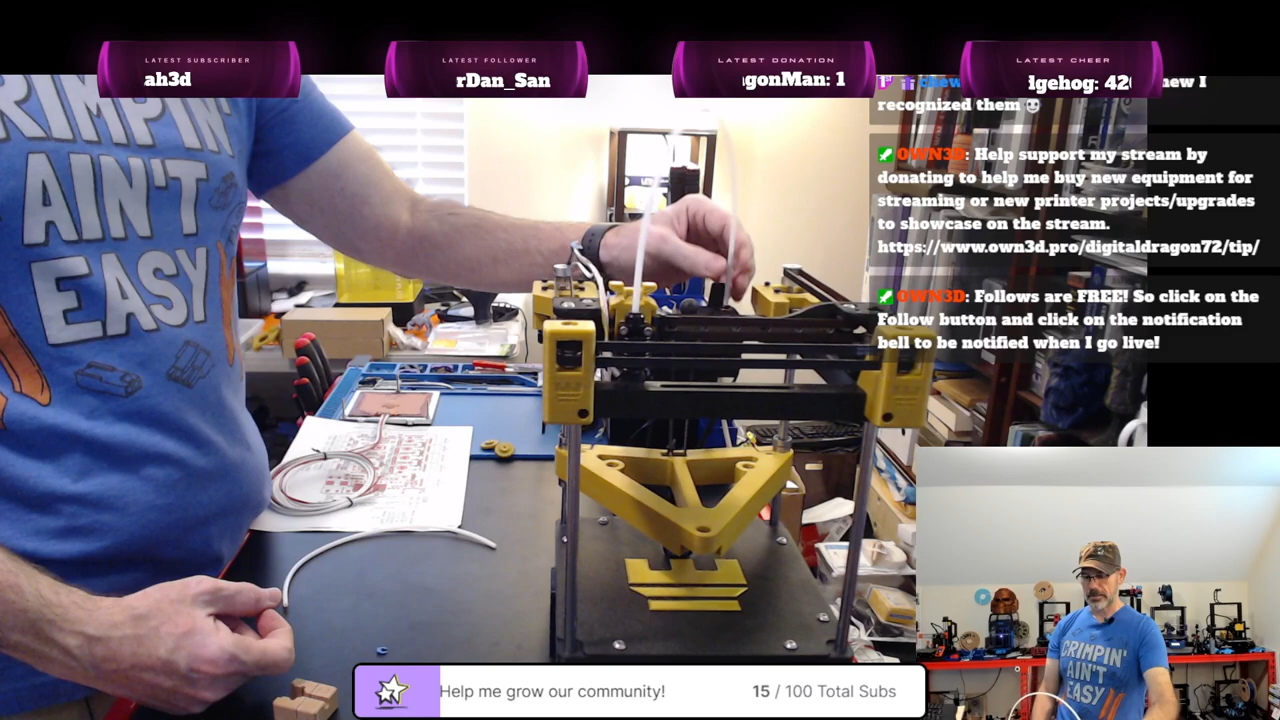 LATEST SUBSCRIBER
ah3d
LATEST FOLLOWER
rDan_San
LATEST DONATION
gonMan: 1
LATEST CHEER
dgehog: 420
chew
new I
recognized them
OWN3D: Help support my stream by
donating to help me buy new equipment for
streaming or new printer projects/upgrades
to showcase on the stream.
https://www.own3d.pro/digitaldragon72/tip/
OWN3D: Follows are FREE! So click on the
Follow button and click on the notification
bell to be notified when I go live!
CRIMPIN'
AIN'T
EASY
Help me grow our community!
15 / 100 Total Subs
CRIMPIN'
AIN'T
EASY